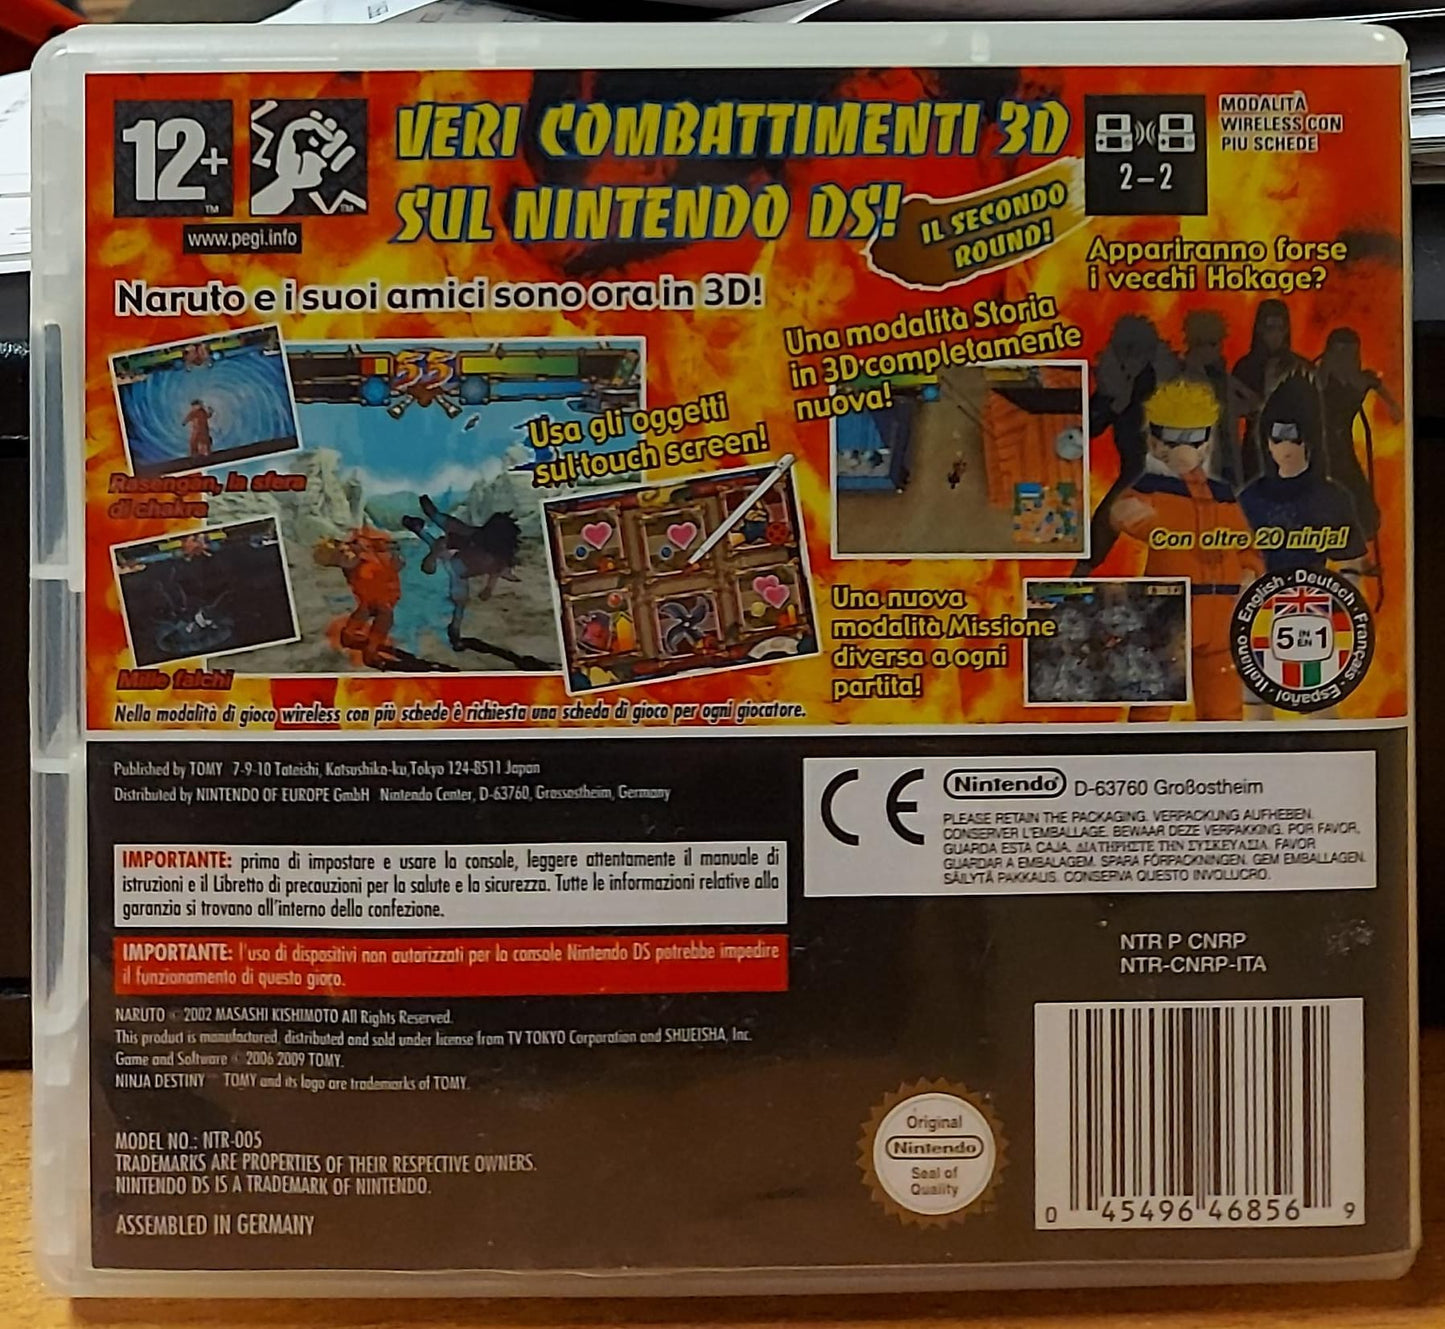 12+
www.pegi.info
VERI COMBATTIMENTI 3D
SUL NINTENDO DS!
IL SECONDO
ROUND!
2-2
MODALITÀ
WIRELESS CON
PIÙ SCHEDE
Appariranno forse
i vecchi Hokage?
Naruto e i suoi amici sono ora in 3D!
Una modalità Storia
in 3D completamente
nuova!
55
Usa gli oggetti
sul touch screen!
Rasengan, la sfera
di chakra
Con oltre 20 ninja!
Una nuova
modalità Missione
diversa a ogni
partita!
Mille falchi
English · Deutsch · Français · Español · Italiano
5 IN EN 1
Nella modalità di gioco wireless con più schede è richiesta una scheda di gioco per ogni giocatore.
Published by TOMY 7-9-10 Tateishi, Katsushika-ku, Tokyo 124-8511 Japan
Distributed by NINTENDO OF EUROPE GmbH Nintendo Center, D-63760, Grossostheim, Germany
CE Nintendo D-63760 Großostheim
PLEASE RETAIN THE PACKAGING. VERPACKUNG AUFHEBEN.
CONSERVER L'EMBALLAGE. BEWAAR DEZE VERPAKKING. POR FAVOR,
GUARDA ESTA CAJA. ΔΙΑΤΗΡΗΣΤΕ ΤΗΝ ΣΥΣΚΕΥΑΣΙΑ. FAVOR
GUARDAR A EMBALAGEM. SPARA FÖRPACKNINGEN. GEM EMBALLAGEN.
SÄILYTÄ PAKKAUS. CONSERVA QUESTO INVOLUCRO.
IMPORTANTE: prima di impostare e usare la console, leggere attentamente il manuale di
istruzioni e il Libretto di precauzioni per la salute e la sicurezza. Tutte le informazioni relative alla
garanzia si trovano all'interno della confezione.
IMPORTANTE: l'uso di dispositivi non autorizzati per la console Nintendo DS potrebbe impedire
il funzionamento di questo gioco.
NTR P CNRP
NTR-CNRP-ITA
NARUTO © 2002 MASASHI KISHIMOTO All Rights Reserved.
This product is manufactured, distributed and sold under license from TV TOKYO Corporation and SHUEISHA, Inc.
Game and Software © 2006 2009 TOMY.
NINJA DESTINY ™ TOMY and its logo are trademarks of TOMY.
MODEL NO.: NTR-005
TRADEMARKS ARE PROPERTIES OF THEIR RESPECTIVE OWNERS.
NINTENDO DS IS A TRADEMARK OF NINTENDO.
ASSEMBLED IN GERMANY
Original
Nintendo
Seal of
Quality
0 45496 46856 9